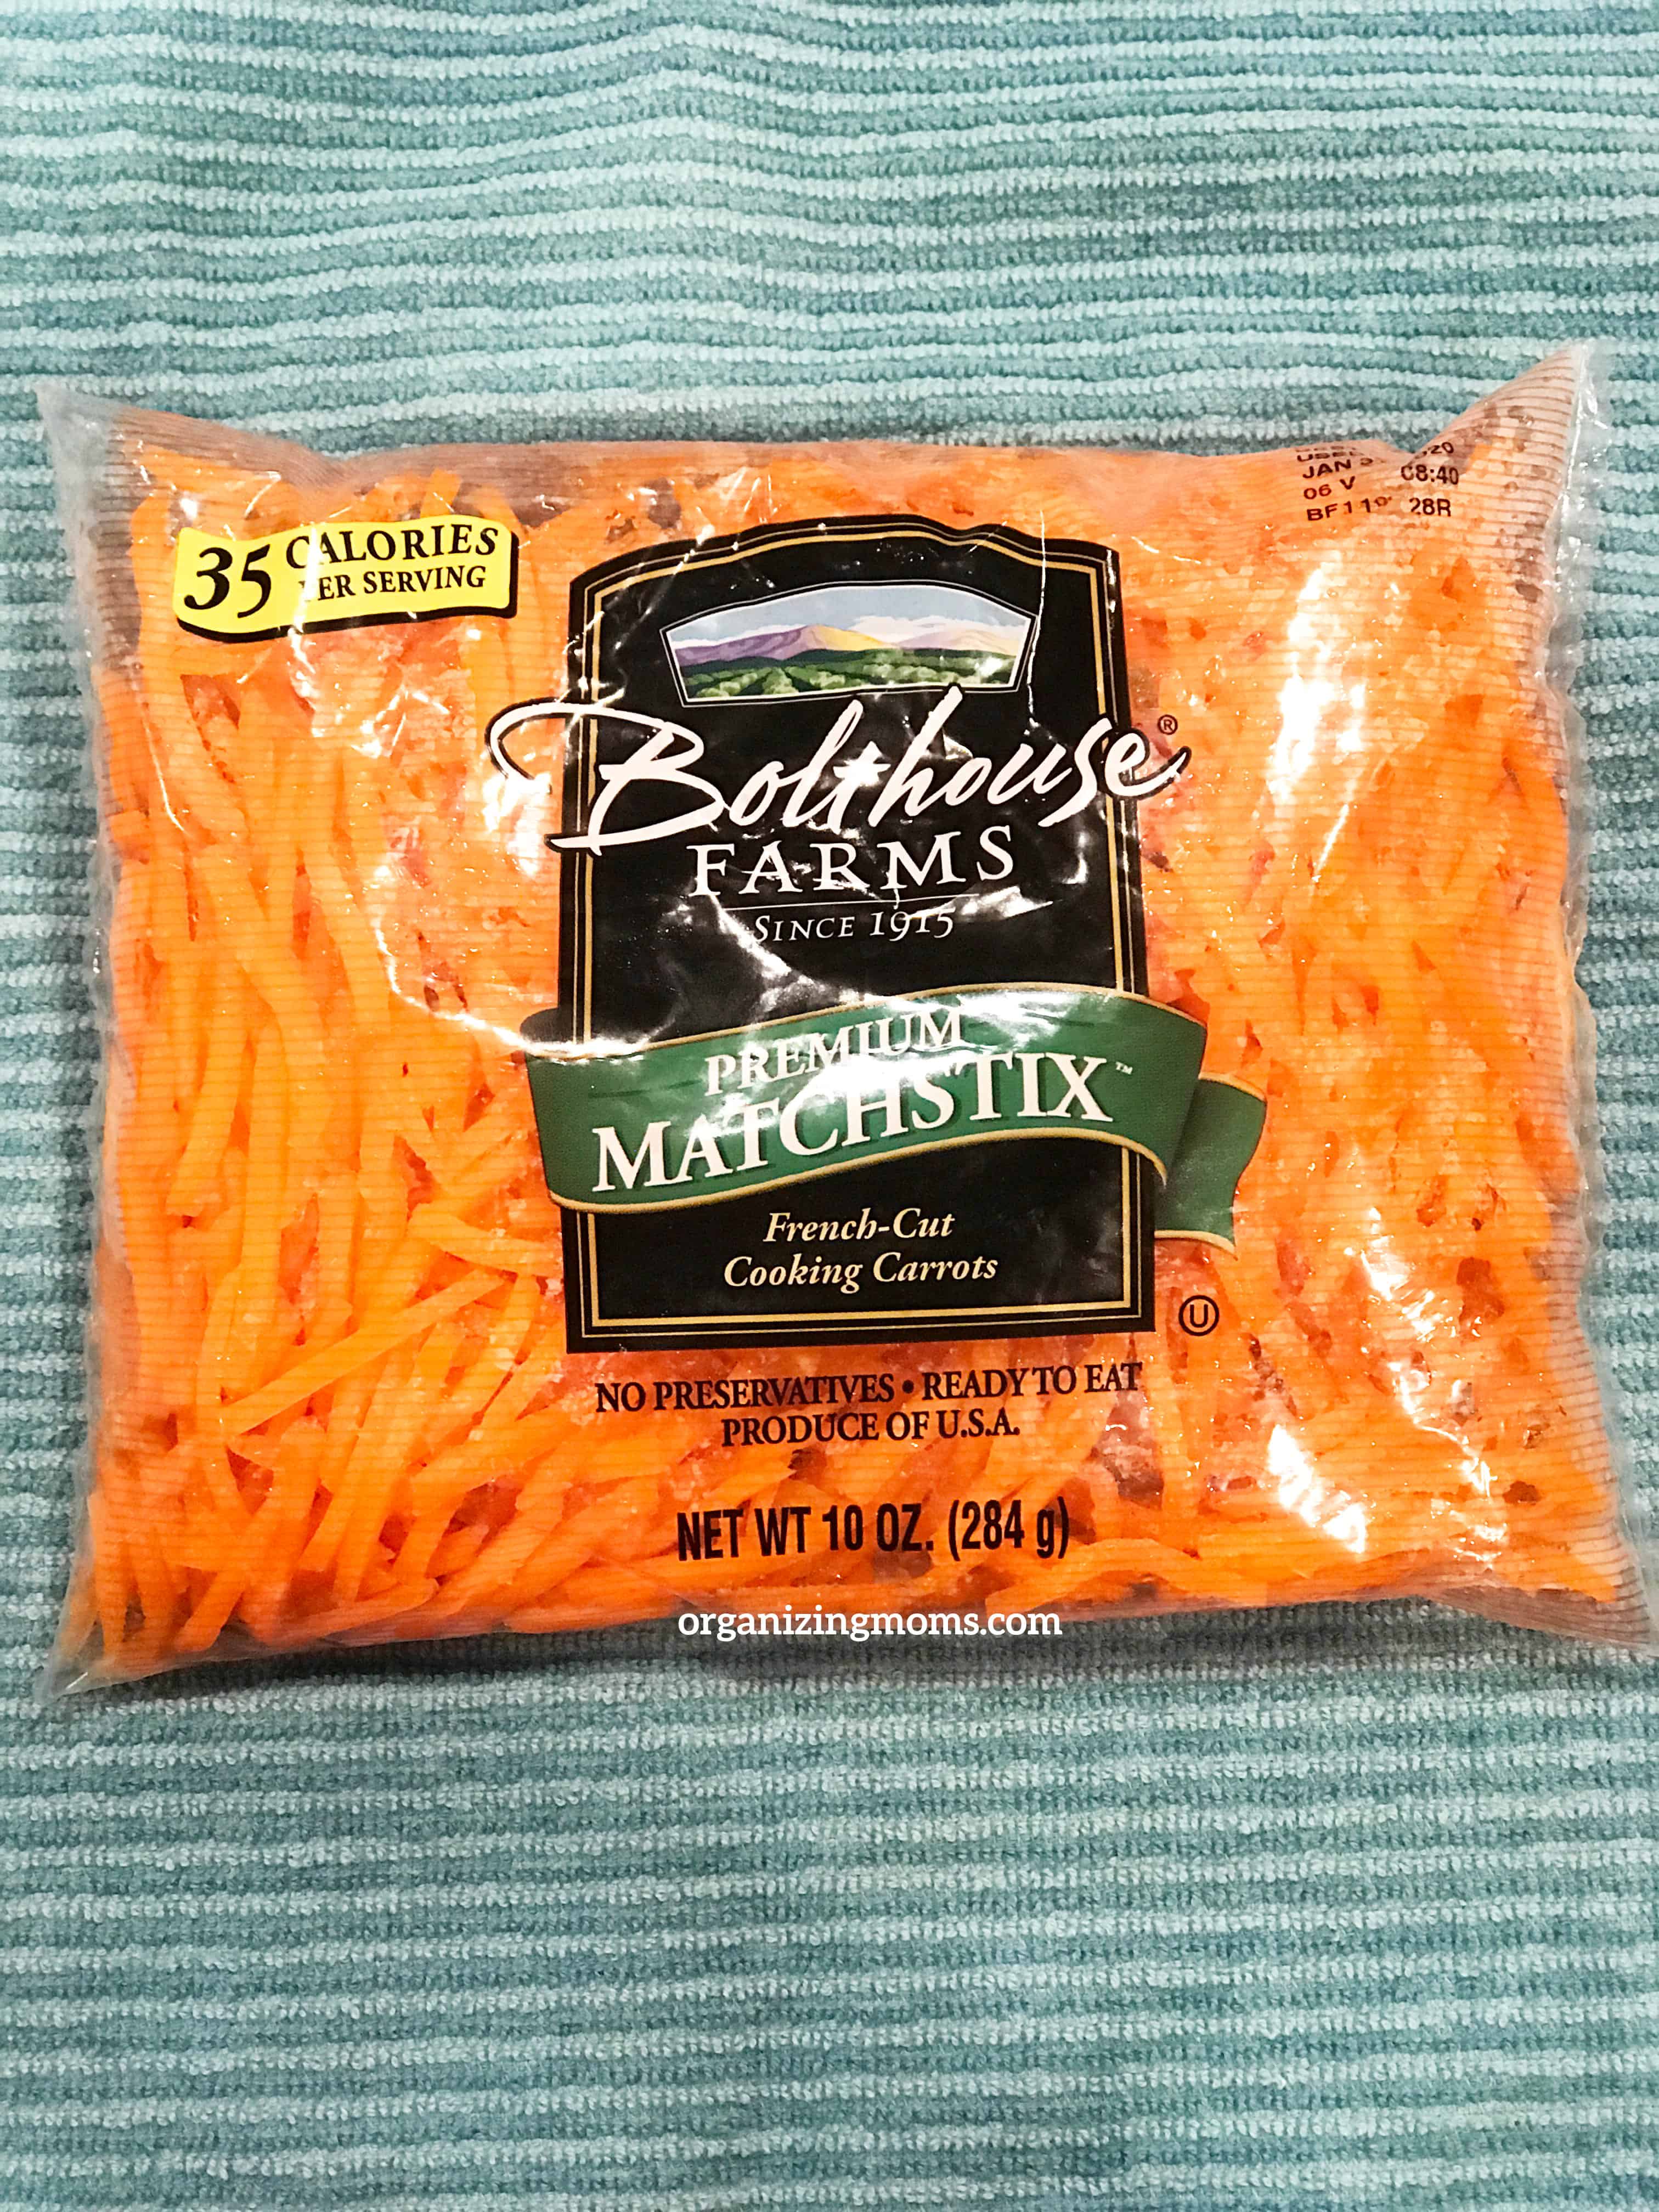 35 CALORIES
PER SERVING
JAN
08:40
06 V
28R
Bolthouse®
FARMS
SINCE 1915
PREMIUM
MATCHSTIX™
French-Cut
Cooking Carrots
U
NO PRESERVATIVES • READY TO EAT
PRODUCE OF U.S.A.
NET WT 10 OZ. (284 g)
organizingmoms.com